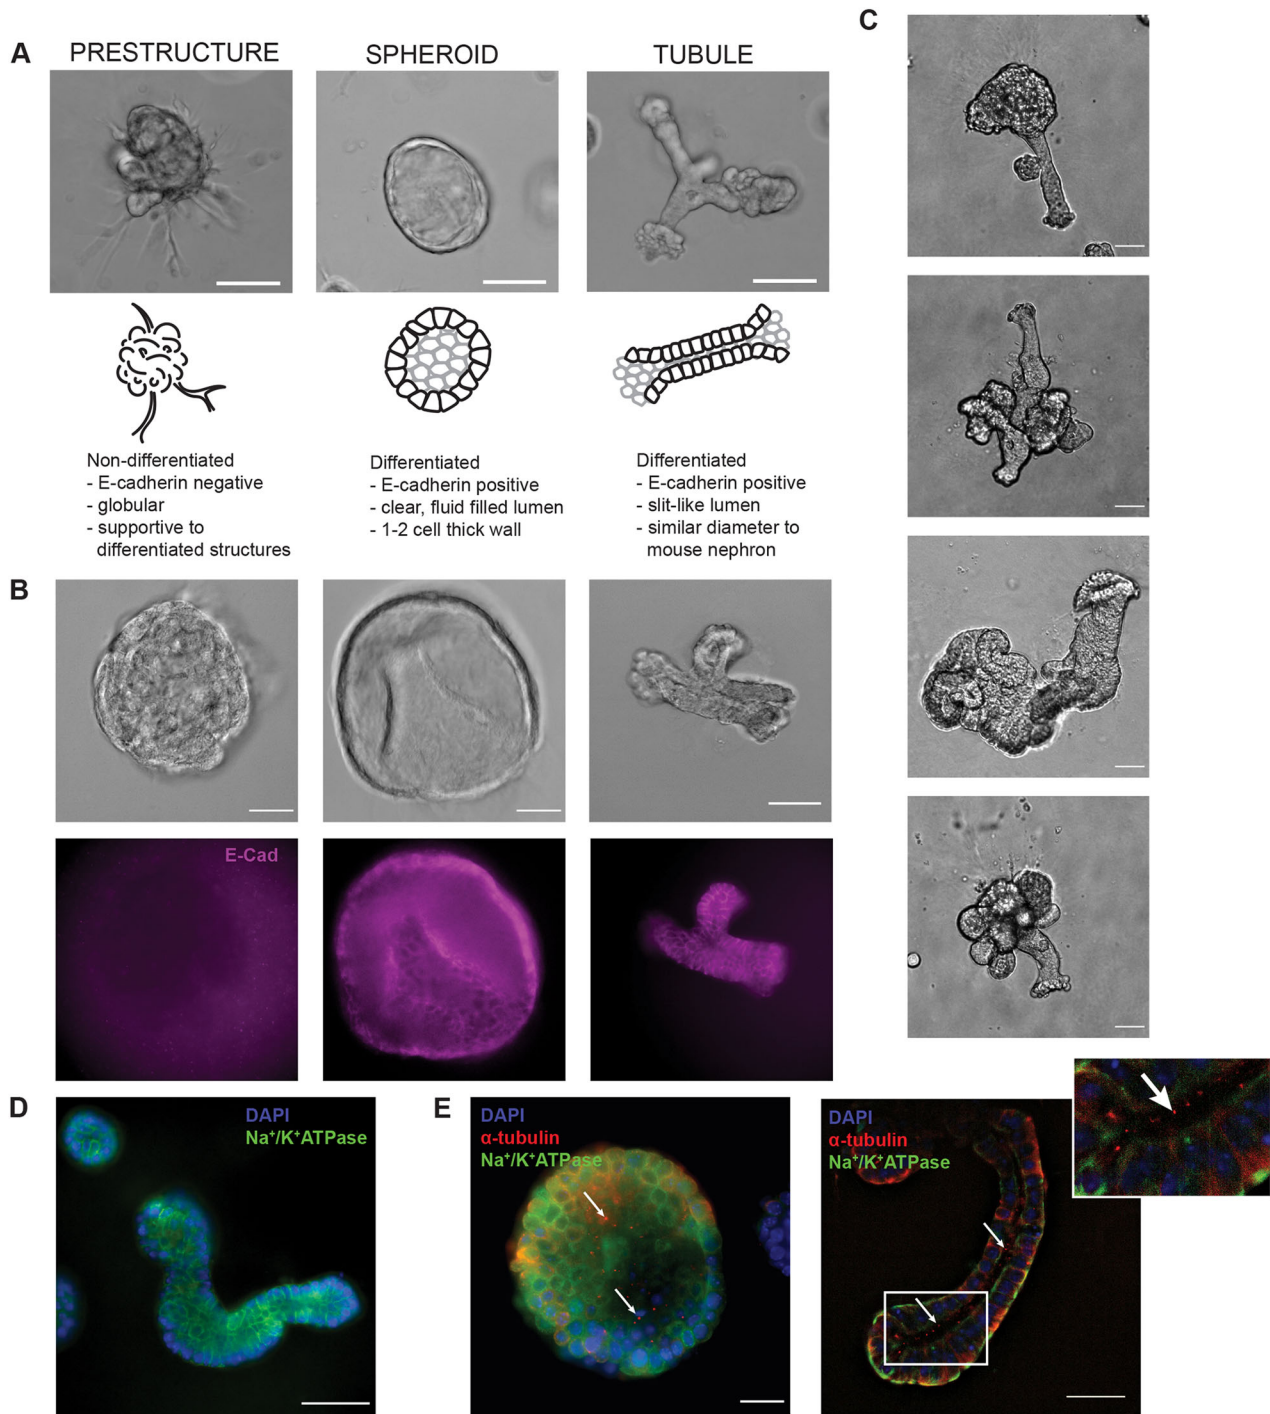 A
PRESTRUCTURE
SPHEROID
TUBULE
C
Non-differentiated
- E-cadherin negative
- globular
- supportive to
differentiated structures
Differentiated
- E-cadherin positive
- clear, fluid filled lumen
- 1-2 cell thick wall
Differentiated
- E-cadherin positive
- slit-like lumen
- similar diameter to
mouse nephron
B
E-Cad
D
DAPI
Na⁺/K⁺ATPase
E
DAPI
α-tubulin
Na⁺/K⁺ATPase
DAPI
α-tubulin
Na⁺/K⁺ATPase